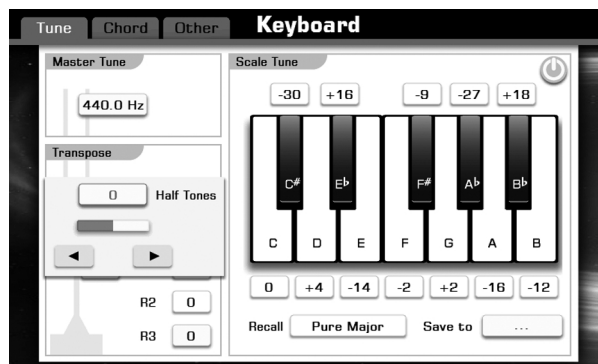 Tune Chord Other Keyboard
Master Tune
440.0 Hz
Transpose
0 Half Tones
◄ ►
R2 0
R3 0
Scale Tune
-30 +16 -9 -27 +18
C# E♭ F# A♭ B♭
C D E F G A B
0 +4 -14 -2 +2 -16 -12
Recall Pure Major Save to ...